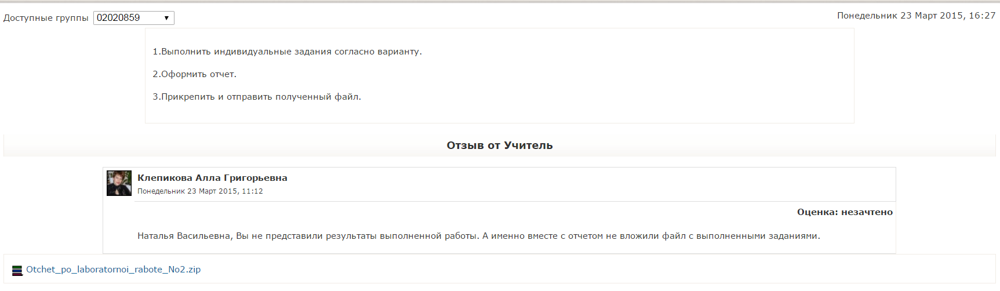 Доступные группы 02020859
Понедельник 23 Март 2015, 16:27
1.Выполнить индивидуальные задания согласно варианту.
2.Оформить отчет.
3.Прикрепить и отправить полученный файл.
Отзыв от Учитель
Клепикова Алла Григорьевна
Понедельник 23 Март 2015, 11:12
Оценка: незачтено
Наталья Васильевна, Вы не представили результаты выполненной работы. А именно вместе с отчетом не вложили файл с выполненными заданиями.
Otchet_po_laboratornoi_rabote_No2.zip